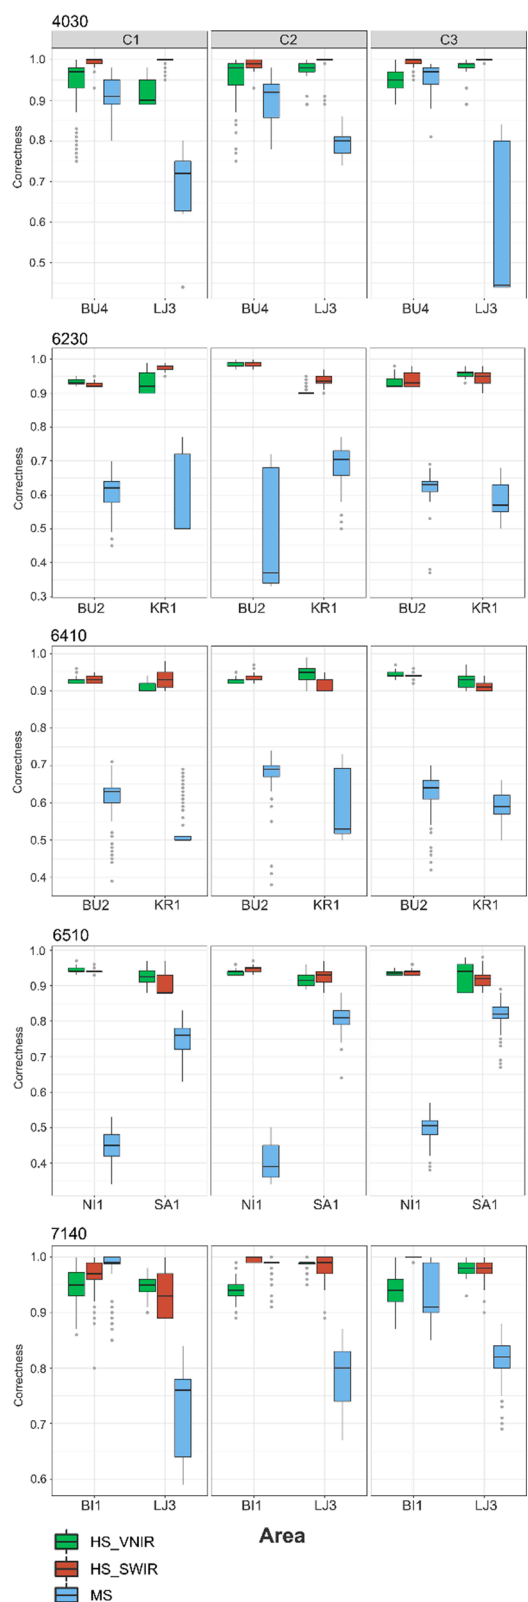 4030
C1 C2 C3
Correctness
1.0
0.9
0.8
0.7
0.6
0.5
BU4 LJ3 BU4 LJ3 BU4 LJ3
6230
Correctness
1.0
0.9
0.8
0.7
0.6
0.5
0.4
0.3
BU2 KR1 BU2 KR1 BU2 KR1
6410
Correctness
1.0
0.9
0.8
0.7
0.6
0.5
0.4
BU2 KR1 BU2 KR1 BU2 KR1
6510
Correctness
1.0
0.9
0.8
0.7
0.6
0.5
0.4
NI1 SA1 NI1 SA1 NI1 SA1
7140
Correctness
1.0
0.9
0.8
0.7
0.6
BI1 LJ3 BI1 LJ3 BI1 LJ3
Area
HS_VNIR
HS_SWIR
MS